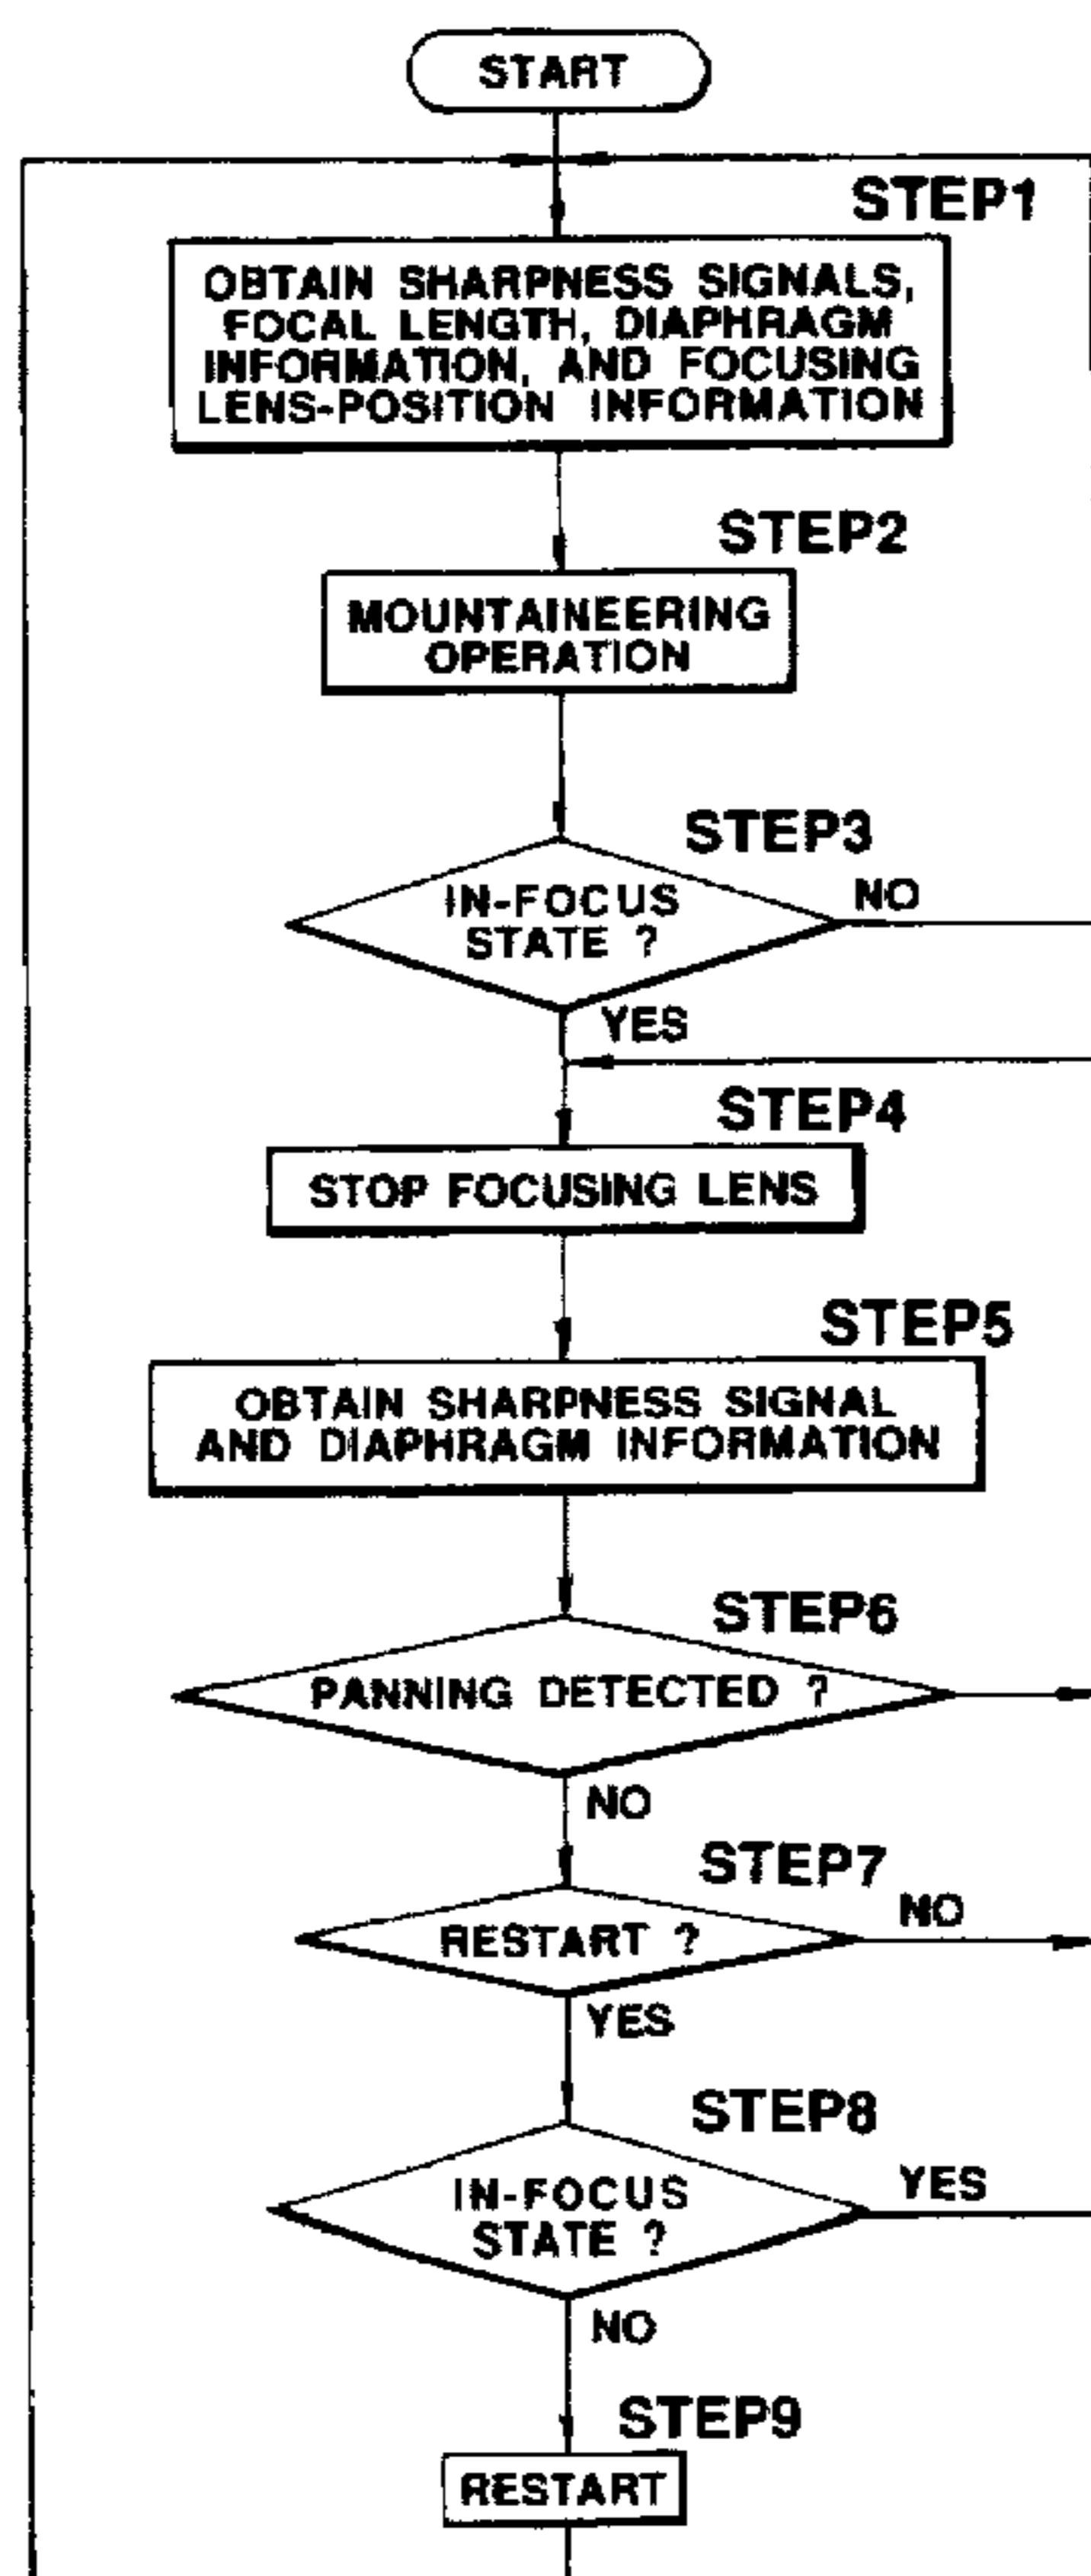 START
STEP1
OBTAIN SHARPNESS SIGNALS,
FOCAL LENGTH, DIAPHRAGM
INFORMATION, AND FOCUSING
LENS-POSITION INFORMATION
STEP2
MOUNTAINEERING
OPERATION
STEP3
IN-FOCUS
STATE ?
NO
YES
STEP4
STOP FOCUSING LENS
STEP5
OBTAIN SHARPNESS SIGNAL
AND DIAPHRAGM INFORMATION
STEP6
PANNING DETECTED ?
NO
STEP7
RESTART ?
NO
YES
STEP8
IN-FOCUS
STATE ?
YES
NO
STEP9
RESTART